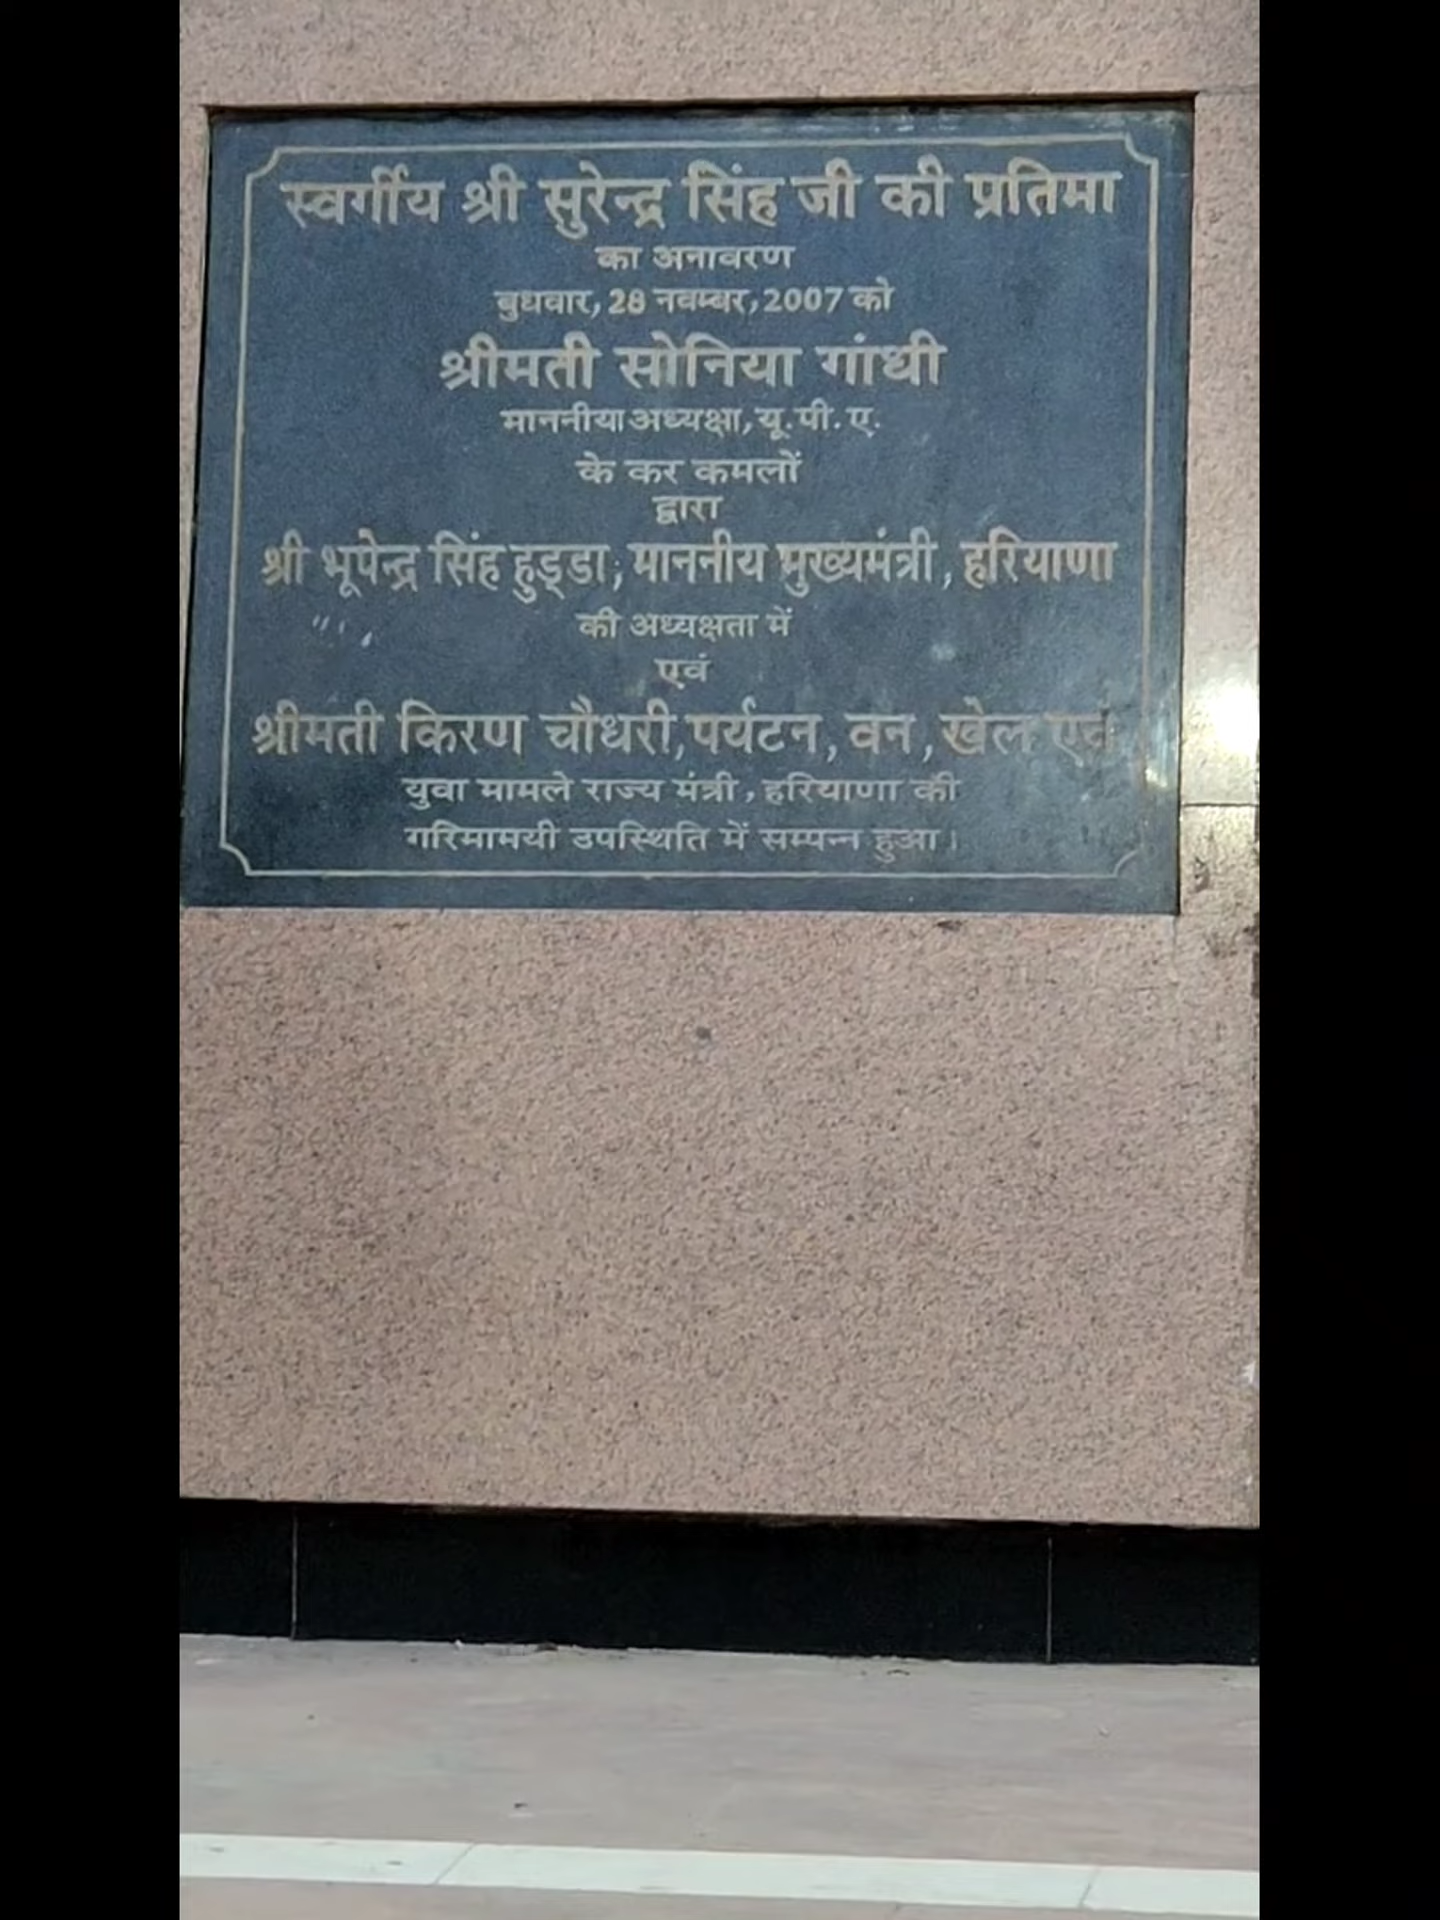 स्वर्गीय श्री सुरेन्द्र सिंह जी की प्रतिमा
का अनावरण
बुधवार, 28 नवम्बर, 2007 को
श्रीमती सोनिया गांधी
माननीया अध्यक्षा, यू.पी.ए.
के कर कमलों
द्वारा
श्री भूपेन्द्र सिंह हुड्डा, माननीय मुख्यमंत्री, हरियाणा
की अध्यक्षता में
एवं
श्रीमती किरण चौधरी, पर्यटन, वन, खेल एवं
युवा मामले राज्य मंत्री, हरियाणा की
गरिमामयी उपस्थिति में सम्पन्न हुआ।